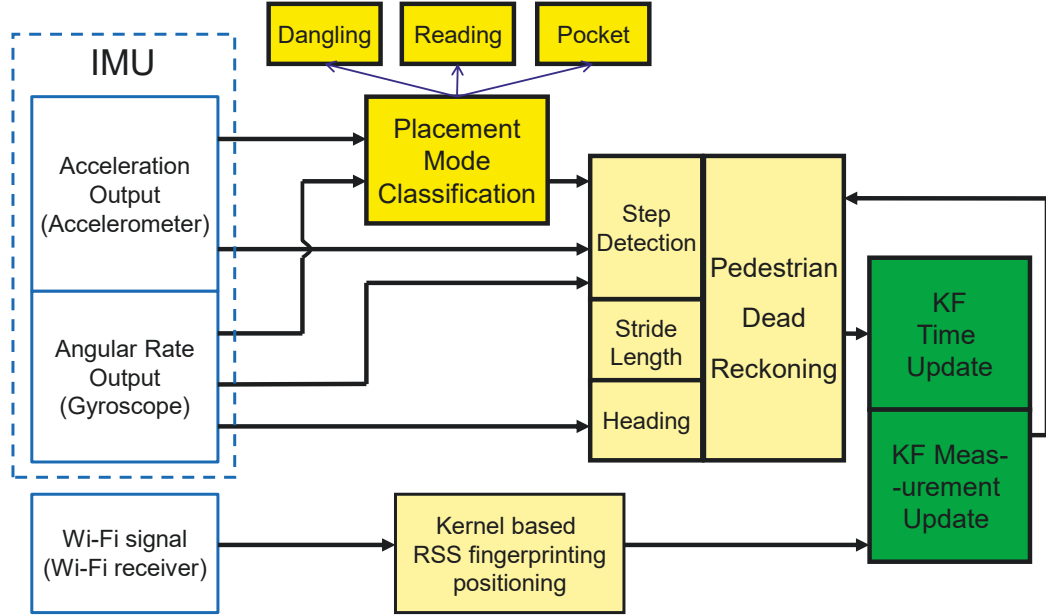 Dangling
Reading
Pocket
IMU
Placement
Mode
Classification
Acceleration
Output
(Accelerometer)
Step
Detection
Pedestrian
Dead
Reckoning
KF
Time
Update
Angular Rate
Output
(Gyroscope)
Stride
Length
Heading
KF Meas-
-urement
Update
Wi-Fi signal
(Wi-Fi receiver)
Kernel based
RSS fingerprinting
positioning